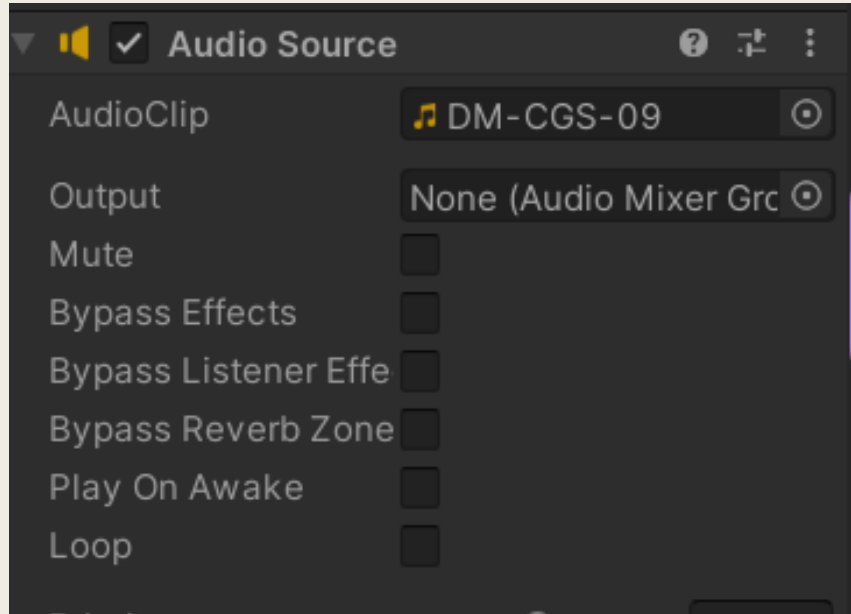 Audio Source
AudioClip DM-CGS-09
Output None (Audio Mixer Grc
Mute
Bypass Effects
Bypass Listener Effe
Bypass Reverb Zone
Play On Awake
Loop